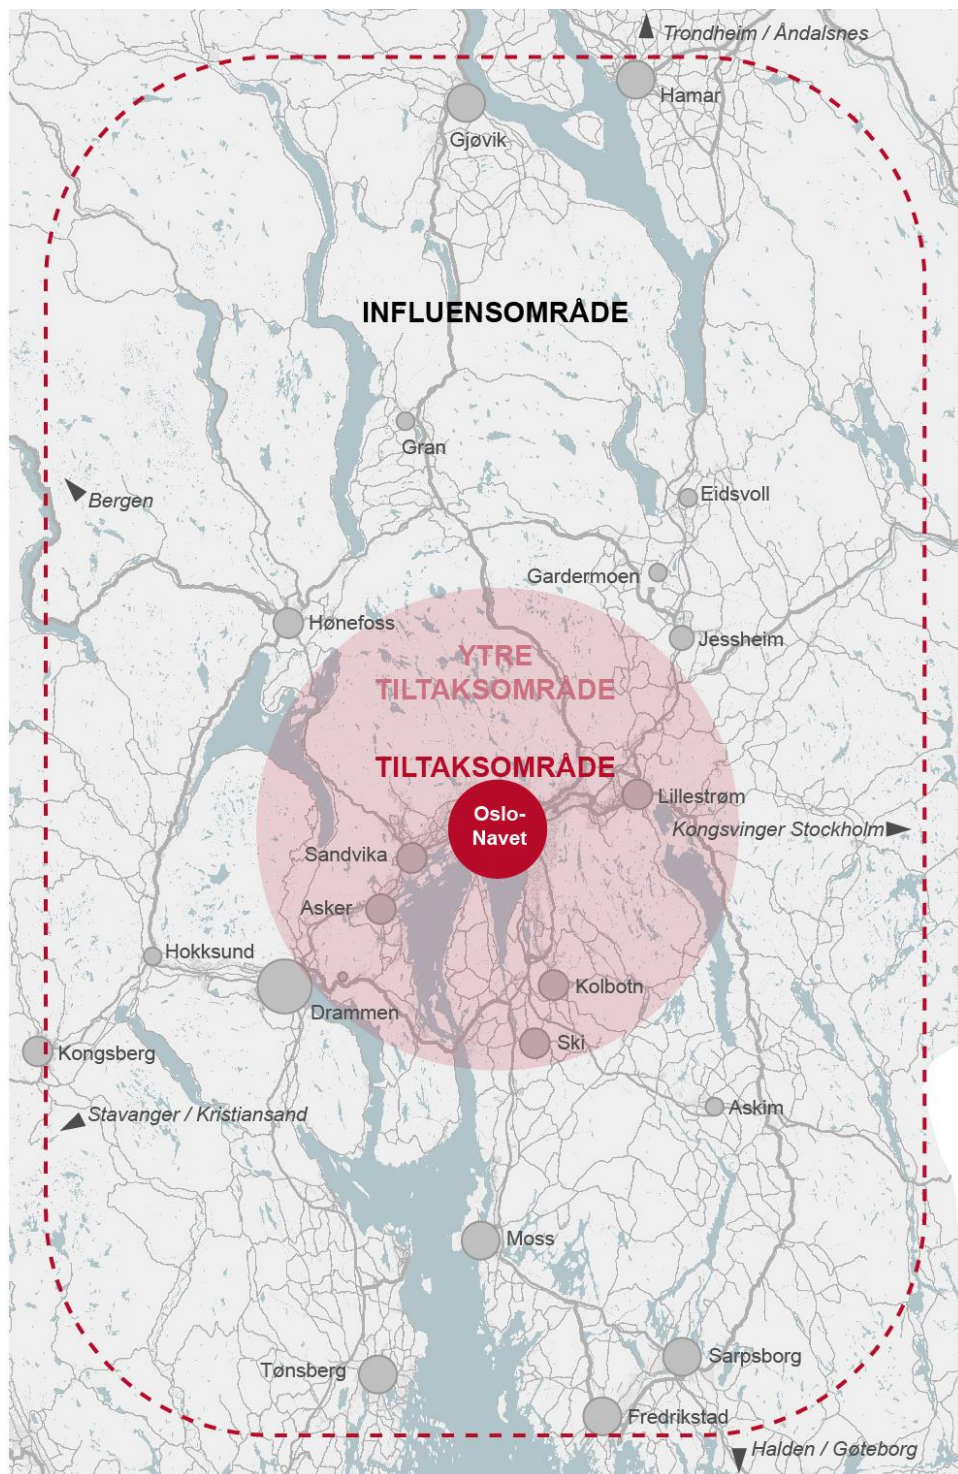 Trondheim / Åndalsnes
Hamar
Gjøvik
INFLUENSOMRÅDE
Gran
Bergen
Eidsvoll
Gardermoen
Hønefoss
Jessheim
YTRE
TILTAKSOMRÅDE
TILTAKSOMRÅDE
Lillestrøm
Oslo-
Navet
Kongsvinger Stockholm
Sandvika
Asker
Hokksund
Kolbotn
Drammen
Ski
Kongsberg
Stavanger / Kristiansand
Askim
Moss
Sarpsborg
Tønsberg
Fredrikstad
Halden / Gøteborg